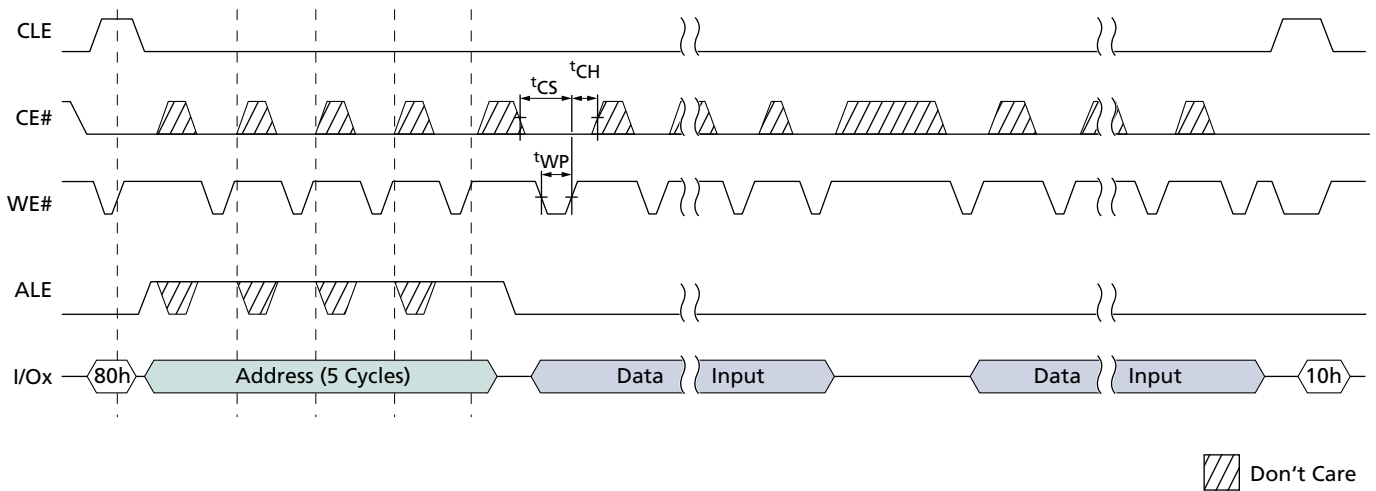 CLE
tCH
tCS
CE#
tWP
WE#
ALE
I/Ox 80h Address (5 Cycles) Data Input Data Input 10h
Don't Care